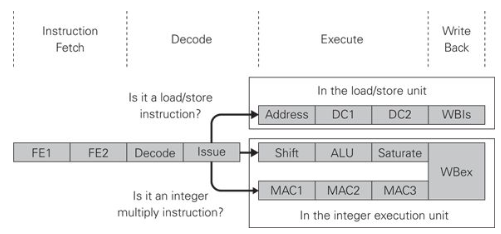 Instruction
Fetch
Decode
Execute
Write
Back
In the load/store unit
Is it a load/store
instruction?
Address DC1 DC2 WBIs
FE1 FE2 Decode Issue Shift ALU Saturate
WBex
MAC1 MAC2 MAC3
Is it an integer
multiply instruction?
In the integer execution unit